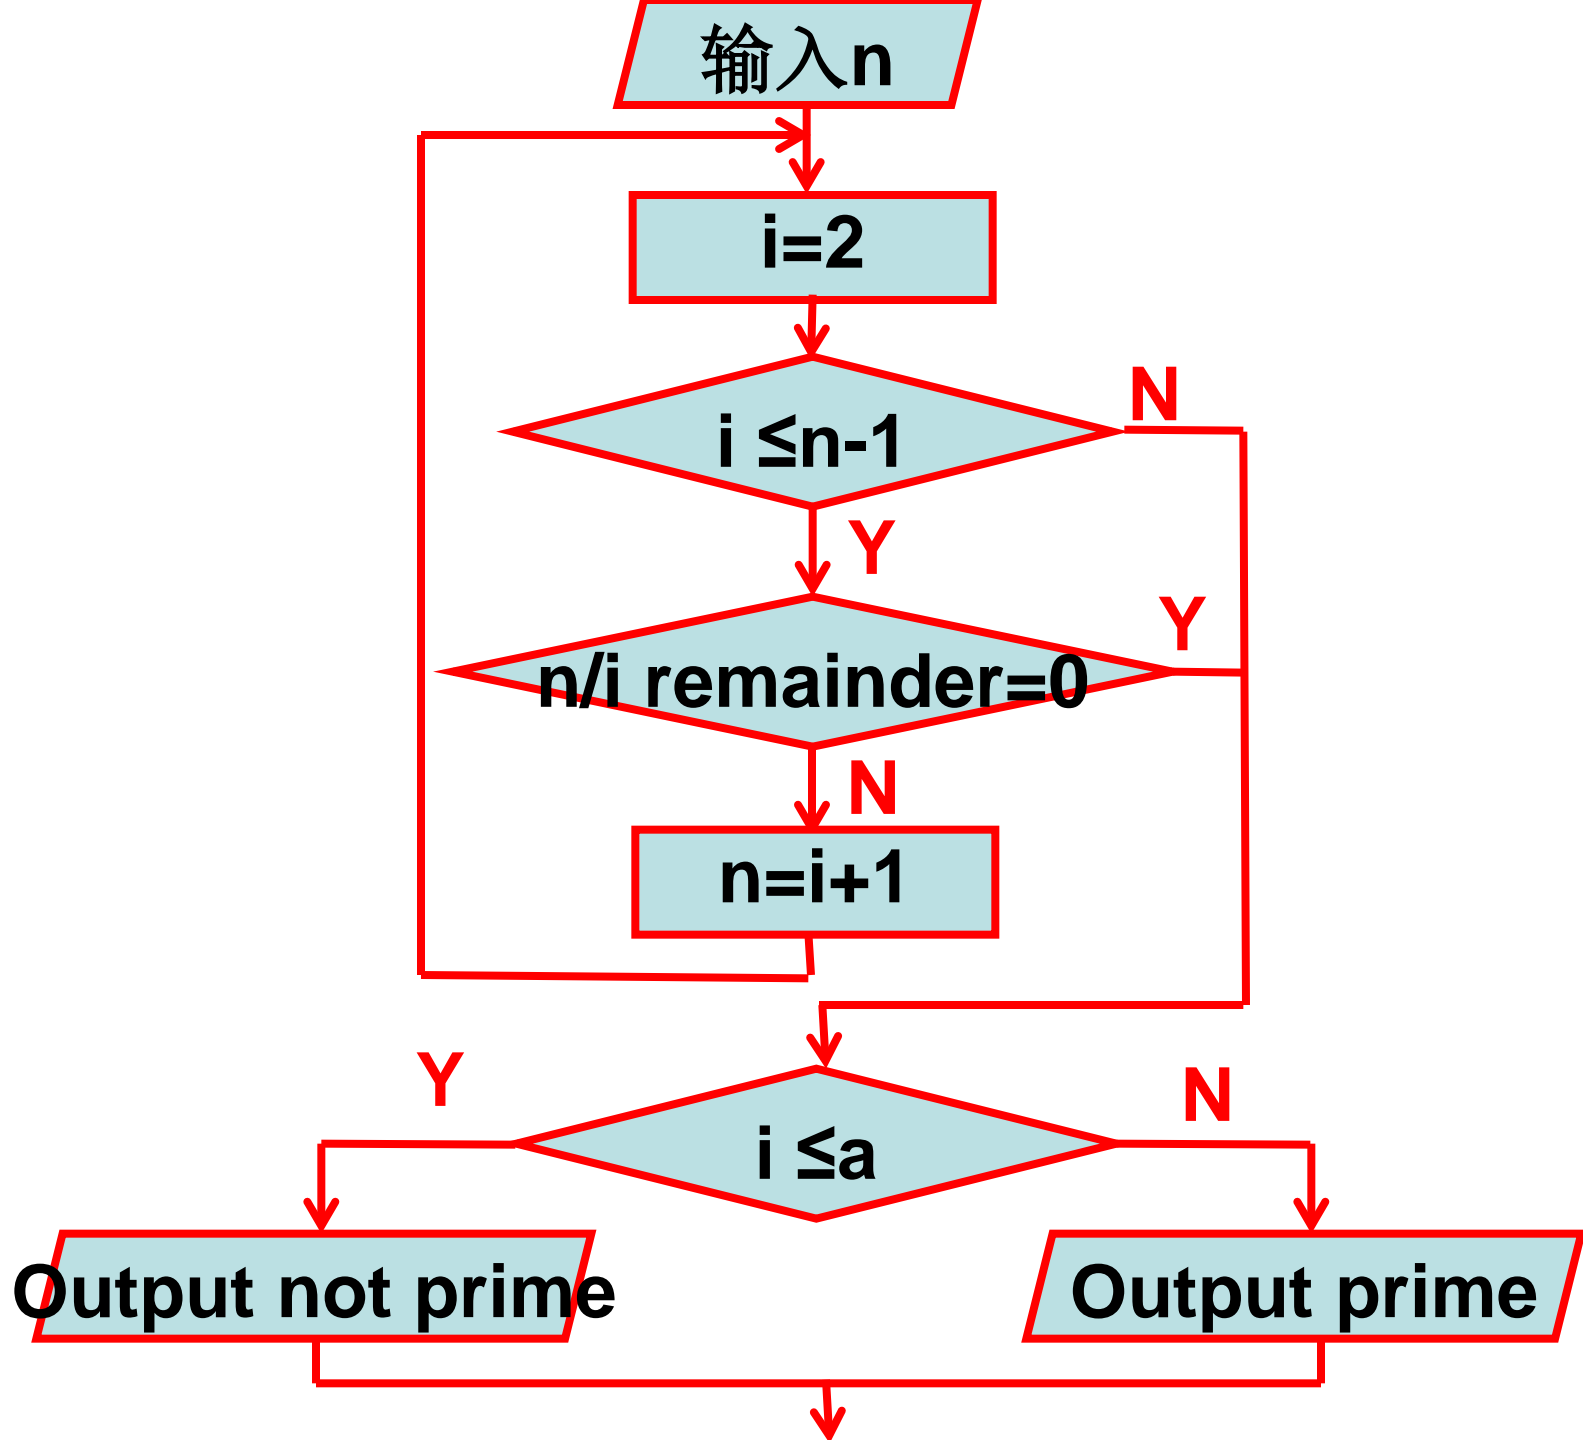 输入n
i=2
i ≤n-1
N
Y
n/i remainder=0
Y
N
n=i+1
i ≤a
Y
N
Output not prime
Output prime